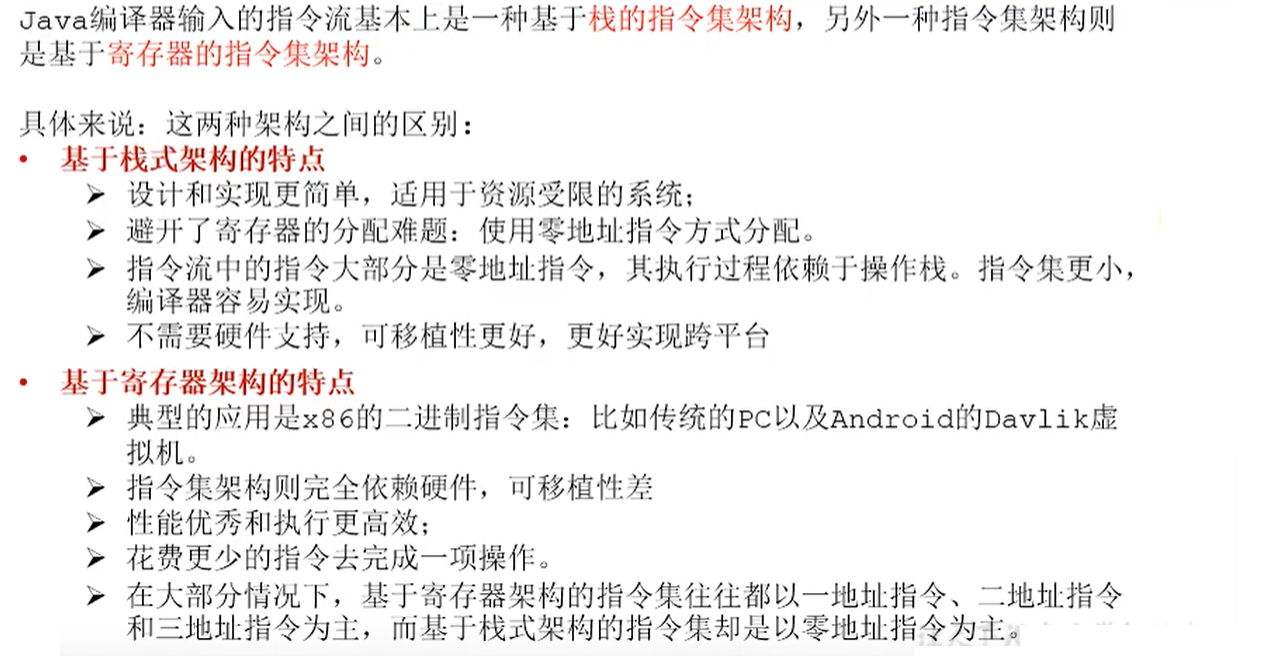 Java编译器输入的指令流基本上是一种基于栈的指令集架构，另外一种指令集架构则
是基于寄存器的指令集架构。
具体来说：这两种架构之间的区别：
• 基于栈式架构的特点
➢ 设计和实现更简单，适用于资源受限的系统；
➢ 避开了寄存器的分配难题：使用零地址指令方式分配。
➢ 指令流中的指令大部分是零地址指令，其执行过程依赖于操作栈。指令集更小，
编译器容易实现。
➢ 不需要硬件支持，可移植性更好，更好实现跨平台
• 基于寄存器架构的特点
➢ 典型的应用是x86的二进制指令集：比如传统的PC以及Android的Davlik虚
拟机。
➢ 指令集架构则完全依赖硬件，可移植性差
➢ 性能优秀和执行更高效；
➢ 花费更少的指令去完成一项操作。
➢ 在大部分情况下，基于寄存器架构的指令集往往都以一地址指令、二地址指令
和三地址指令为主，而基于栈式架构的指令集却是以零地址指令为主。